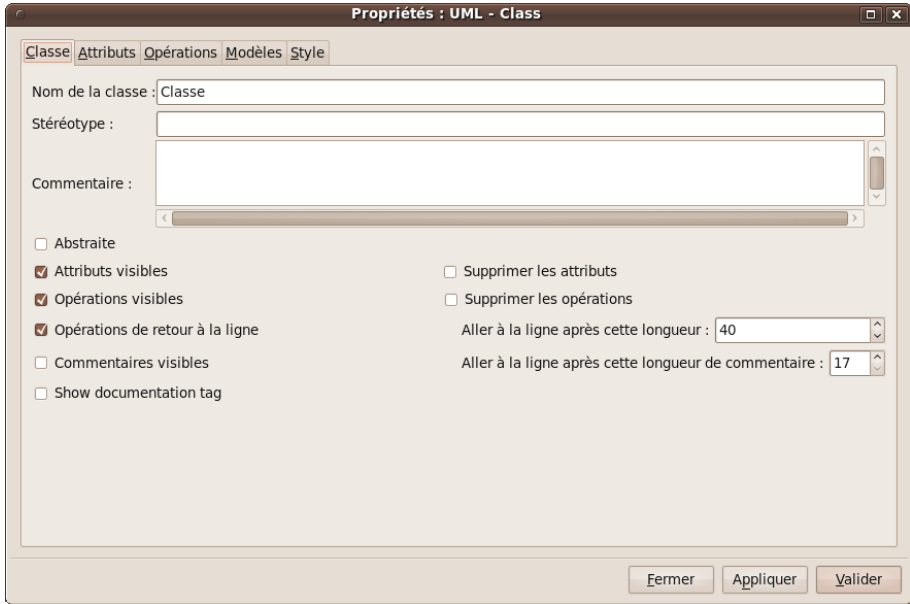 Propriétés : UML - Class
Classe Attributs Opérations Modèles Style
Nom de la classe : Classe
Stéréotype :
Commentaire :
Abstraite
Attributs visibles Supprimer les attributs
Opérations visibles Supprimer les opérations
Opérations de retour à la ligne Aller à la ligne après cette longueur : 40
Commentaires visibles Aller à la ligne après cette longueur de commentaire : 17
Show documentation tag
Fermer Appliquer Valider